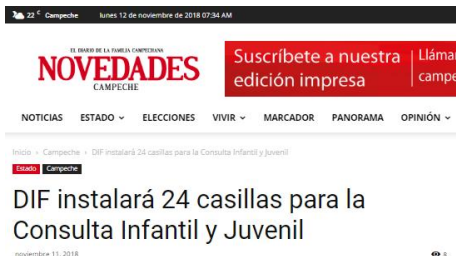 22 C Campeche lunes 12 de noviembre de 2018 07:34 AM
EL DIARIO DE LA FAMILIA CAMPECHANA
NOVEDADES
CAMPECHE
Suscríbete a nuestra
edición impresa
NOTICIAS ESTADO ELECCIONES VIVIR MARCADOR PANORAMA OPINIÓN
Inicio › Campeche › DIF instalará 24 casillas para la Consulta Infantil y Juvenil
Estado Campeche
DIF instalará 24 casillas para la
Consulta Infantil y Juvenil
noviembre 11, 2018